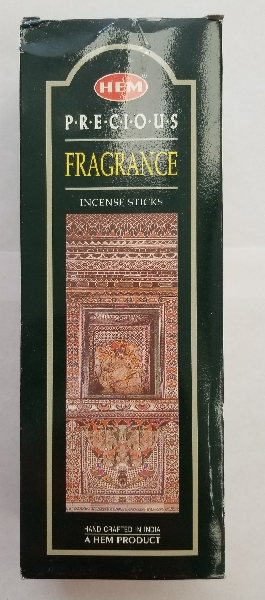 HEM
P·R·E·C·I·O·U·S
FRAGRANCE
INCENSE STICKS
HAND CRAFTED IN INDIA
A HEM PRODUCT